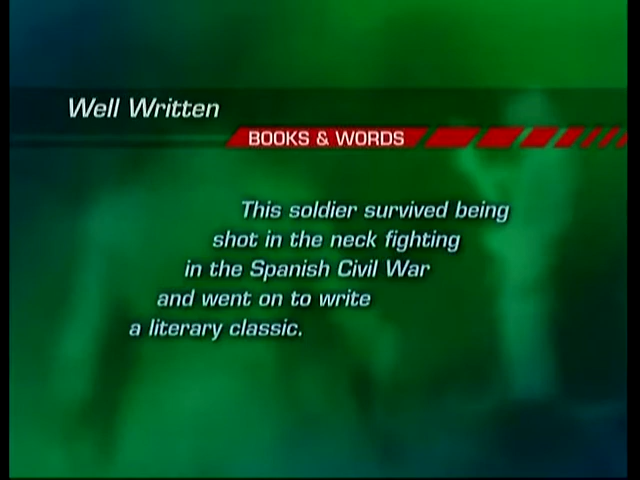 Well Written
BOOKS & WORDS
This soldier survived being
shot in the neck fighting
in the Spanish Civil War
and went on to write
a literary classic.